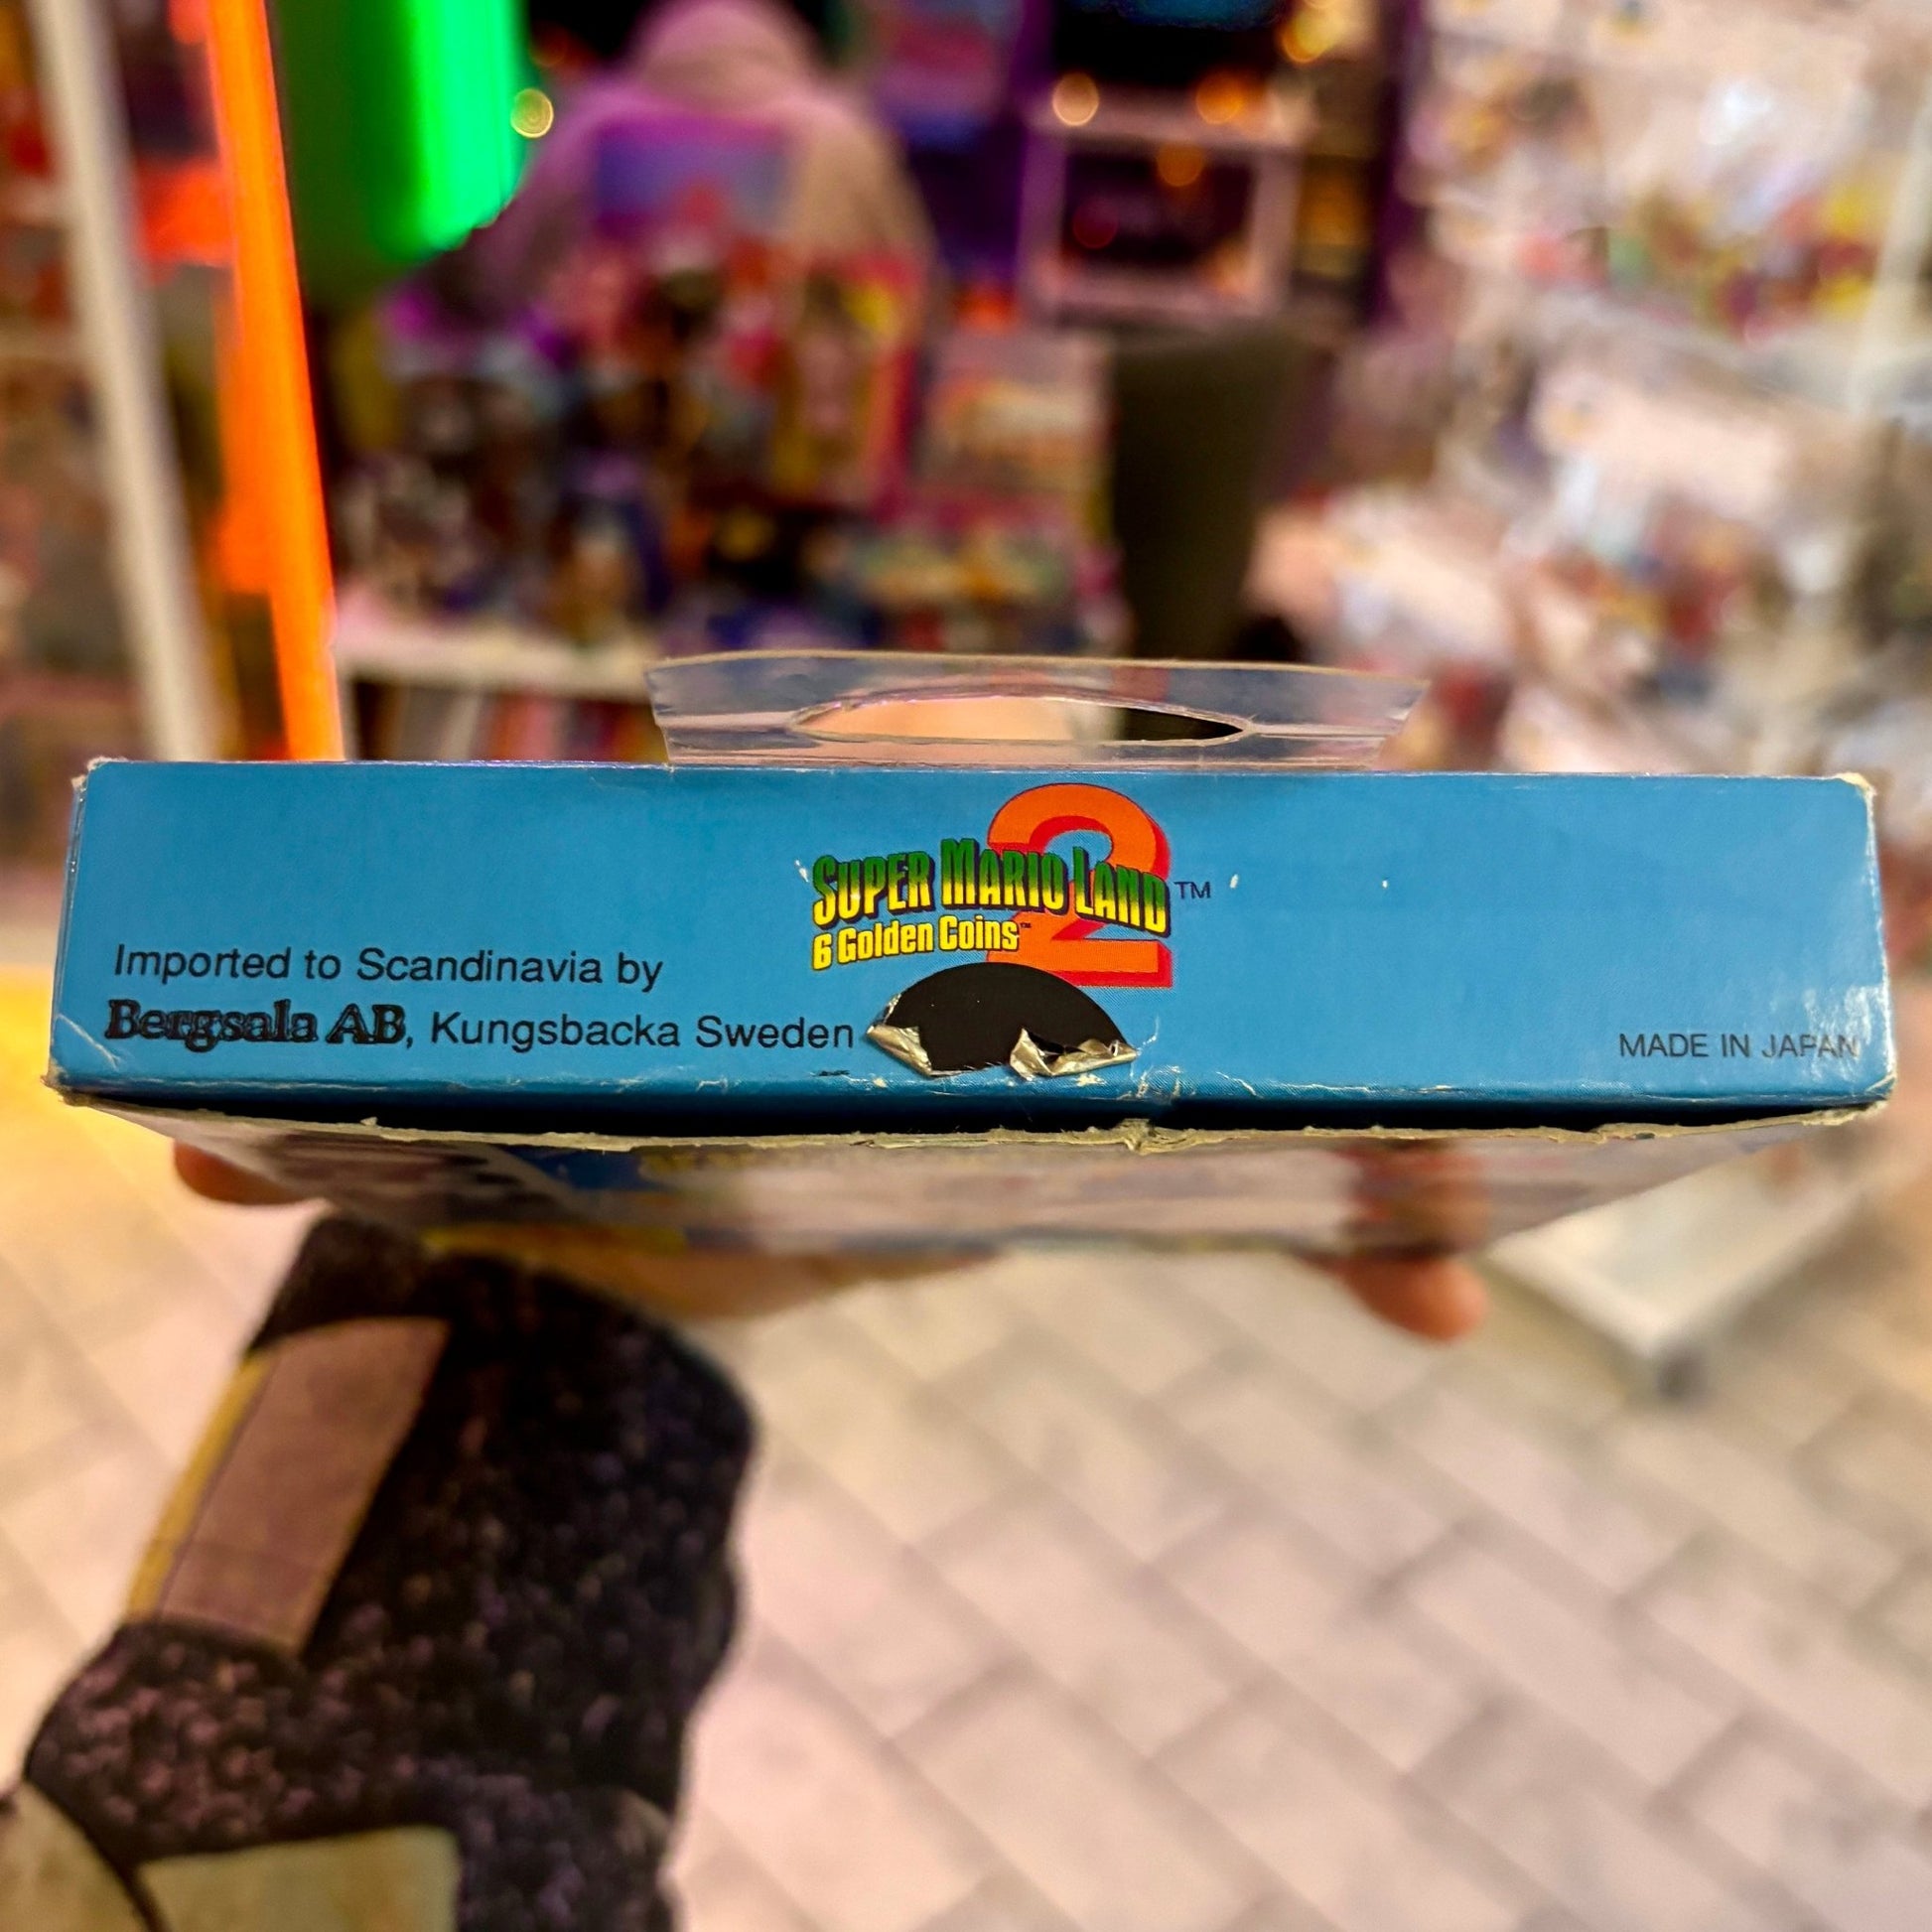 SUPER MARIO LAND 2 ™
6 Golden Coins™
Imported to Scandinavia by
Bergsala AB, Kungsbacka Sweden
MADE IN JAPAN